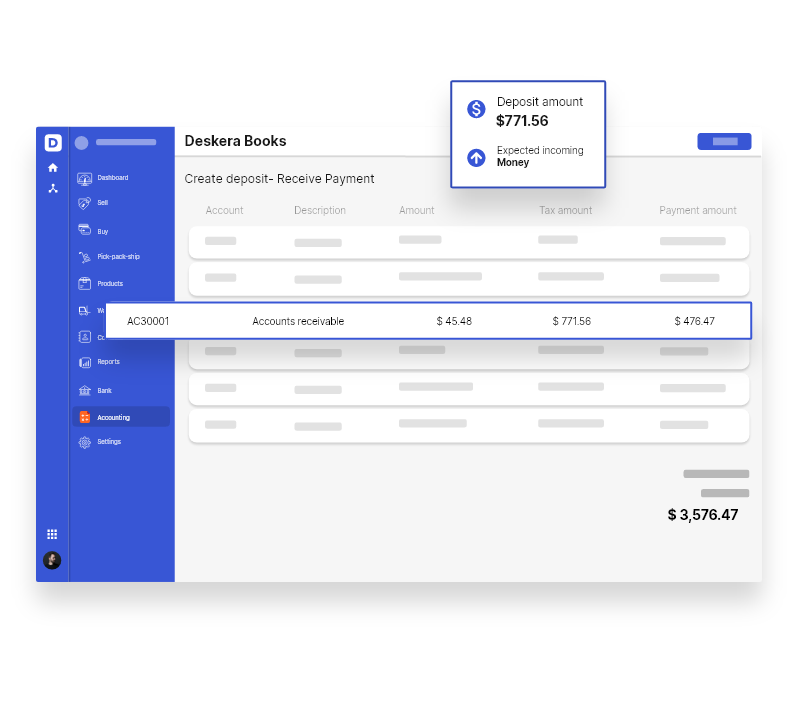 Deposit amount
$771.56
Expected incoming
Money
D
Deskera Books
Create deposit- Receive Payment
Dashboard
Sell
Buy
Pick-pack-ship
Products
Reports
Bank
Accounting
Settings
Account Description Amount Tax amount Payment amount
AC30001 Accounts receivable $ 45.48 $ 771.56 $ 476.47
$ 3,576.47